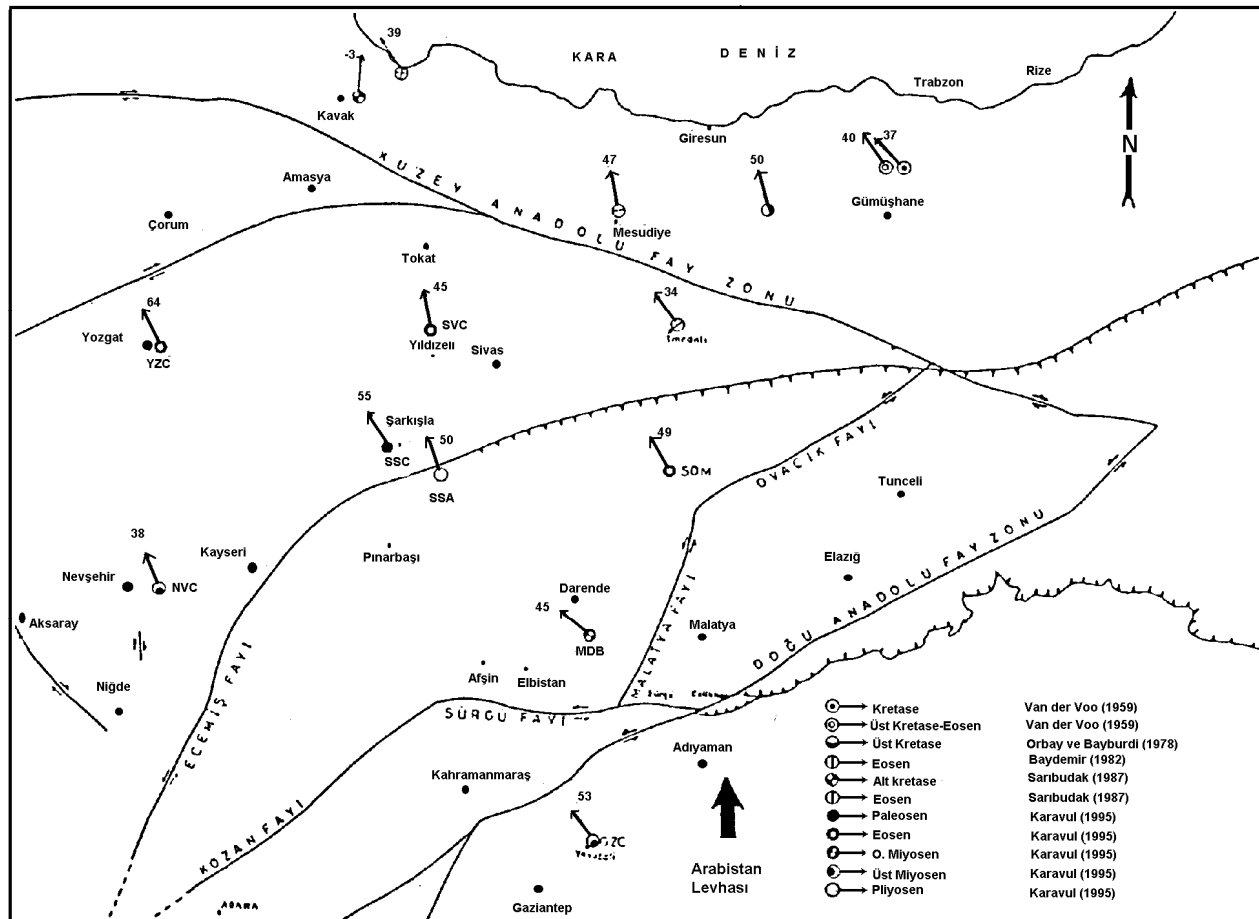 39
KARA DENİZ
-3
Trabzon
Rize
Kavak
Giresun
N
40
37
47
50
KUZEY ANADOLU FAY ZONU
Amasya
Gümüşhane
Çorum
Mesudiye
Tokat
45
34
64
SVC
Yozgat
Yıldızeli
Sivas
YZC
55
Şarkışla
50
49
SSC
SOM
OVACIK FAYI
SSA
Tunceli
38
Pınarbaşı
Kayseri
Elazığ
Nevşehir
NVC
Darende
DOĞU ANADOLU FAY ZONU
45
Aksaray
Malatya
MDB
MALATYA FAYI
Afşin
Elbistan
Niğde
ECEMİŞ FAYI
SÜRGÜ FAYI
Adıyaman
Kahramanmaraş
53
KOZAN FAYI
Arabistan
Levhası
ADANA
Gaziantep
Kretase Van der Voo (1959)
Üst Kretase-Eosen Van der Voo (1959)
Üst Kretase Orbay ve Bayburdi (1978)
Eosen Baydemir (1982)
Alt kretase Sarıbudak (1987)
Eosen Sarıbudak (1987)
Paleosen Karavul (1995)
Eosen Karavul (1995)
O. Miyosen Karavul (1995)
Üst Miyosen Karavul (1995)
Pliyosen Karavul (1995)